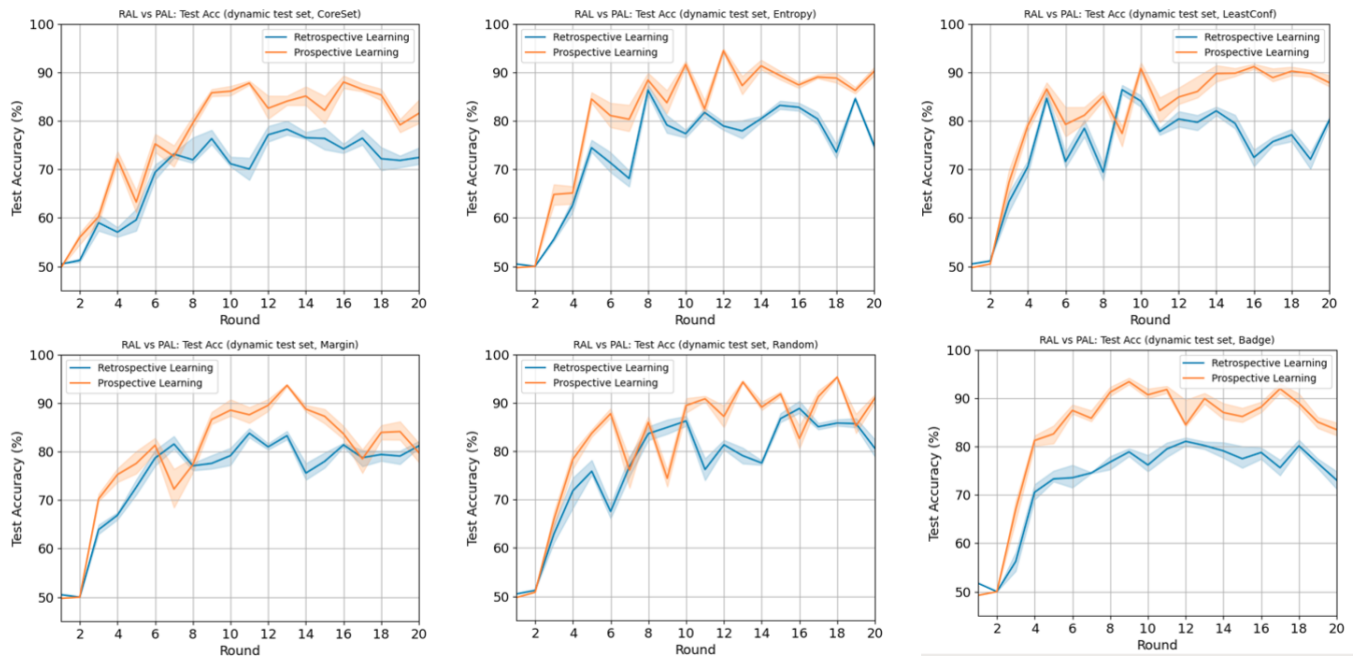 RAL vs PAL: Test Acc (dynamic test set, CoreSet)
Retrospective Learning
Prospective Learning
Test Accuracy (%)
100
90
80
70
60
50
2 4 6 8 10 12 14 16 18 20
Round
RAL vs PAL: Test Acc (dynamic test set, Entropy)
Retrospective Learning
Prospective Learning
Test Accuracy (%)
100
90
80
70
60
50
2 4 6 8 10 12 14 16 18 20
Round
RAL vs PAL: Test Acc (dynamic test set, LeastConf)
Retrospective Learning
Prospective Learning
Test Accuracy (%)
100
90
80
70
60
50
2 4 6 8 10 12 14 16 18 20
Round
RAL vs PAL: Test Acc (dynamic test set, Margin)
Retrospective Learning
Prospective Learning
Test Accuracy (%)
100
90
80
70
60
50
2 4 6 8 10 12 14 16 18 20
Round
RAL vs PAL: Test Acc (dynamic test set, Random)
Retrospective Learning
Prospective Learning
Test Accuracy (%)
100
90
80
70
60
50
2 4 6 8 10 12 14 16 18 20
Round
RAL vs PAL: Test Acc (dynamic test set, Badge)
Retrospective Learning
Prospective Learning
Test Accuracy (%)
100
90
80
70
60
50
2 4 6 8 10 12 14 16 18 20
Round